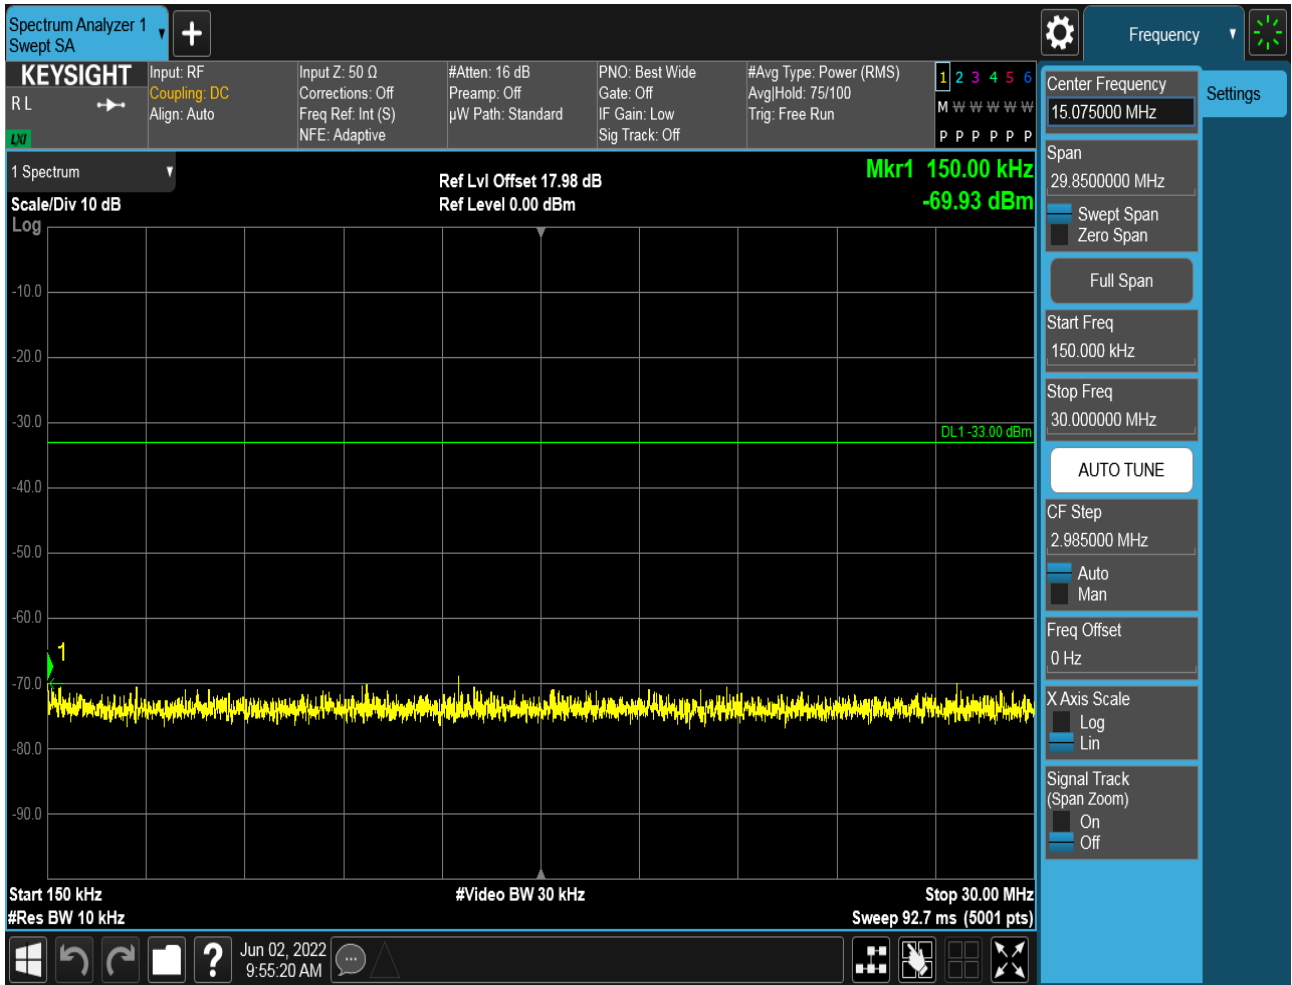 Spectrum Analyzer 1
Swept SA
Frequency
KEYSIGHT
R L
LXI
Input: RF
Coupling: DC
Align: Auto
Input Z: 50 Ω
Corrections: Off
Freq Ref: Int (S)
NFE: Adaptive
#Atten: 16 dB
Preamp: Off
µW Path: Standard
PNO: Best Wide
Gate: Off
IF Gain: Low
Sig Track: Off
#Avg Type: Power (RMS)
Avg|Hold: 75/100
Trig: Free Run
1 2 3 4 5 6
M W W W W W
P P P P P P
1 Spectrum
Scale/Div 10 dB
Log
Ref Lvl Offset 17.98 dB
Ref Level 0.00 dBm
Mkr1 150.00 kHz
-69.93 dBm
-10.0
-20.0
-30.0
DL1 -33.00 dBm
-40.0
-50.0
-60.0
1
-70.0
-80.0
-90.0
Start 150 kHz
#Res BW 10 kHz
#Video BW 30 kHz
Stop 30.00 MHz
Sweep 92.7 ms (5001 pts)
Jun 02, 2022
9:55:20 AM
Center Frequency
15.075000 MHz
Settings
Span
29.8500000 MHz
Swept Span
Zero Span
Full Span
Start Freq
150.000 kHz
Stop Freq
30.000000 MHz
AUTO TUNE
CF Step
2.985000 MHz
Auto
Man
Freq Offset
0 Hz
X Axis Scale
Log
Lin
Signal Track
(Span Zoom)
On
Off